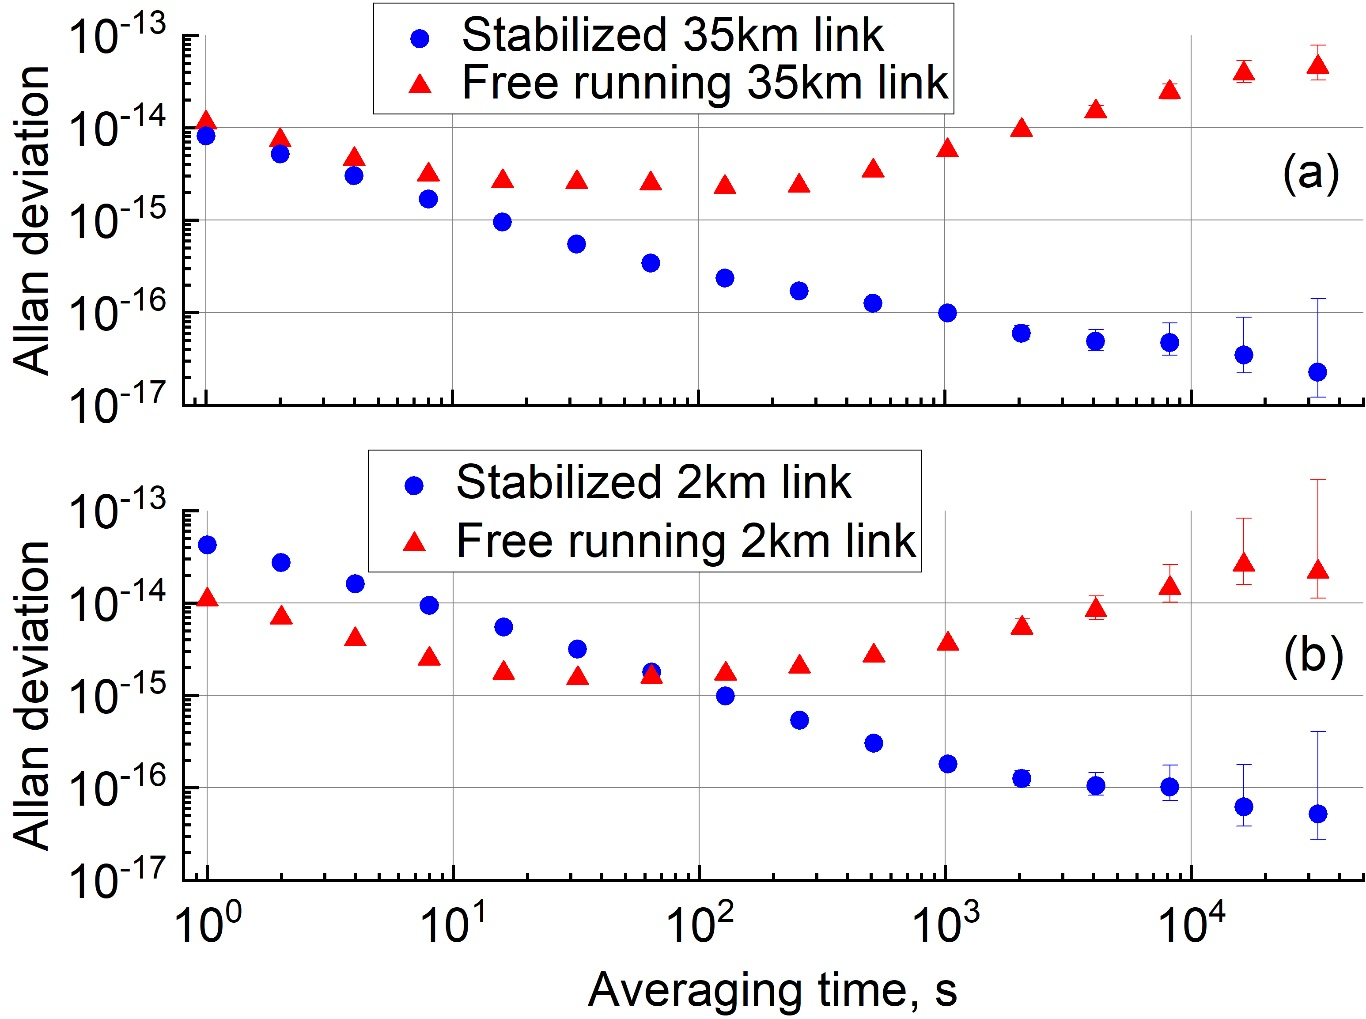 Stabilized 35km link
Free running 35km link
10⁻¹³
10⁻¹⁴
10⁻¹⁵
10⁻¹⁶
10⁻¹⁷
Allan deviation
(a)
Stabilized 2km link
Free running 2km link
10⁻¹³
10⁻¹⁴
10⁻¹⁵
10⁻¹⁶
10⁻¹⁷
Allan deviation
(b)
10⁰ 10¹ 10² 10³ 10⁴
Averaging time, s